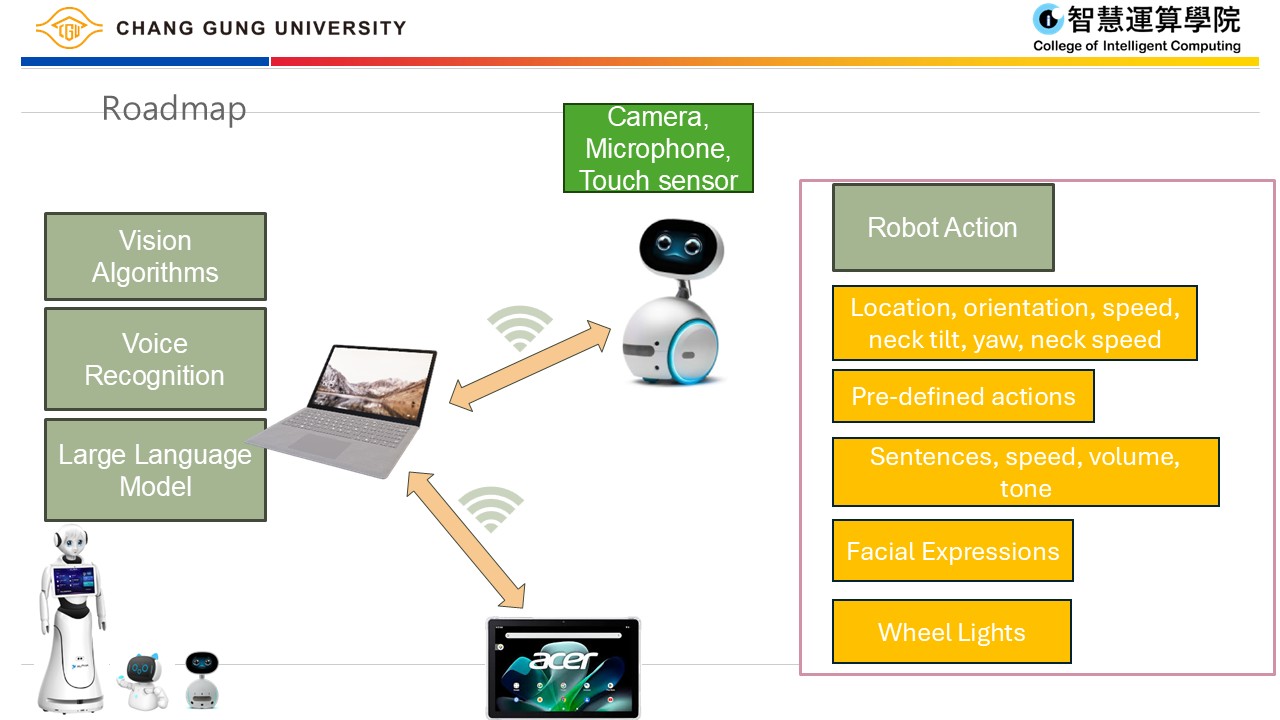 CHANG GUNG UNIVERSITY
智慧運算學院
College of Intelligent Computing
Roadmap
Camera,
Microphone,
Touch sensor
Vision
Algorithms
Voice
Recognition
Large Language
Model
Robot Action
Location, orientation, speed,
neck tilt, yaw, neck speed
Pre-defined actions
Sentences, speed, volume,
tone
Facial Expressions
Wheel Lights
acer